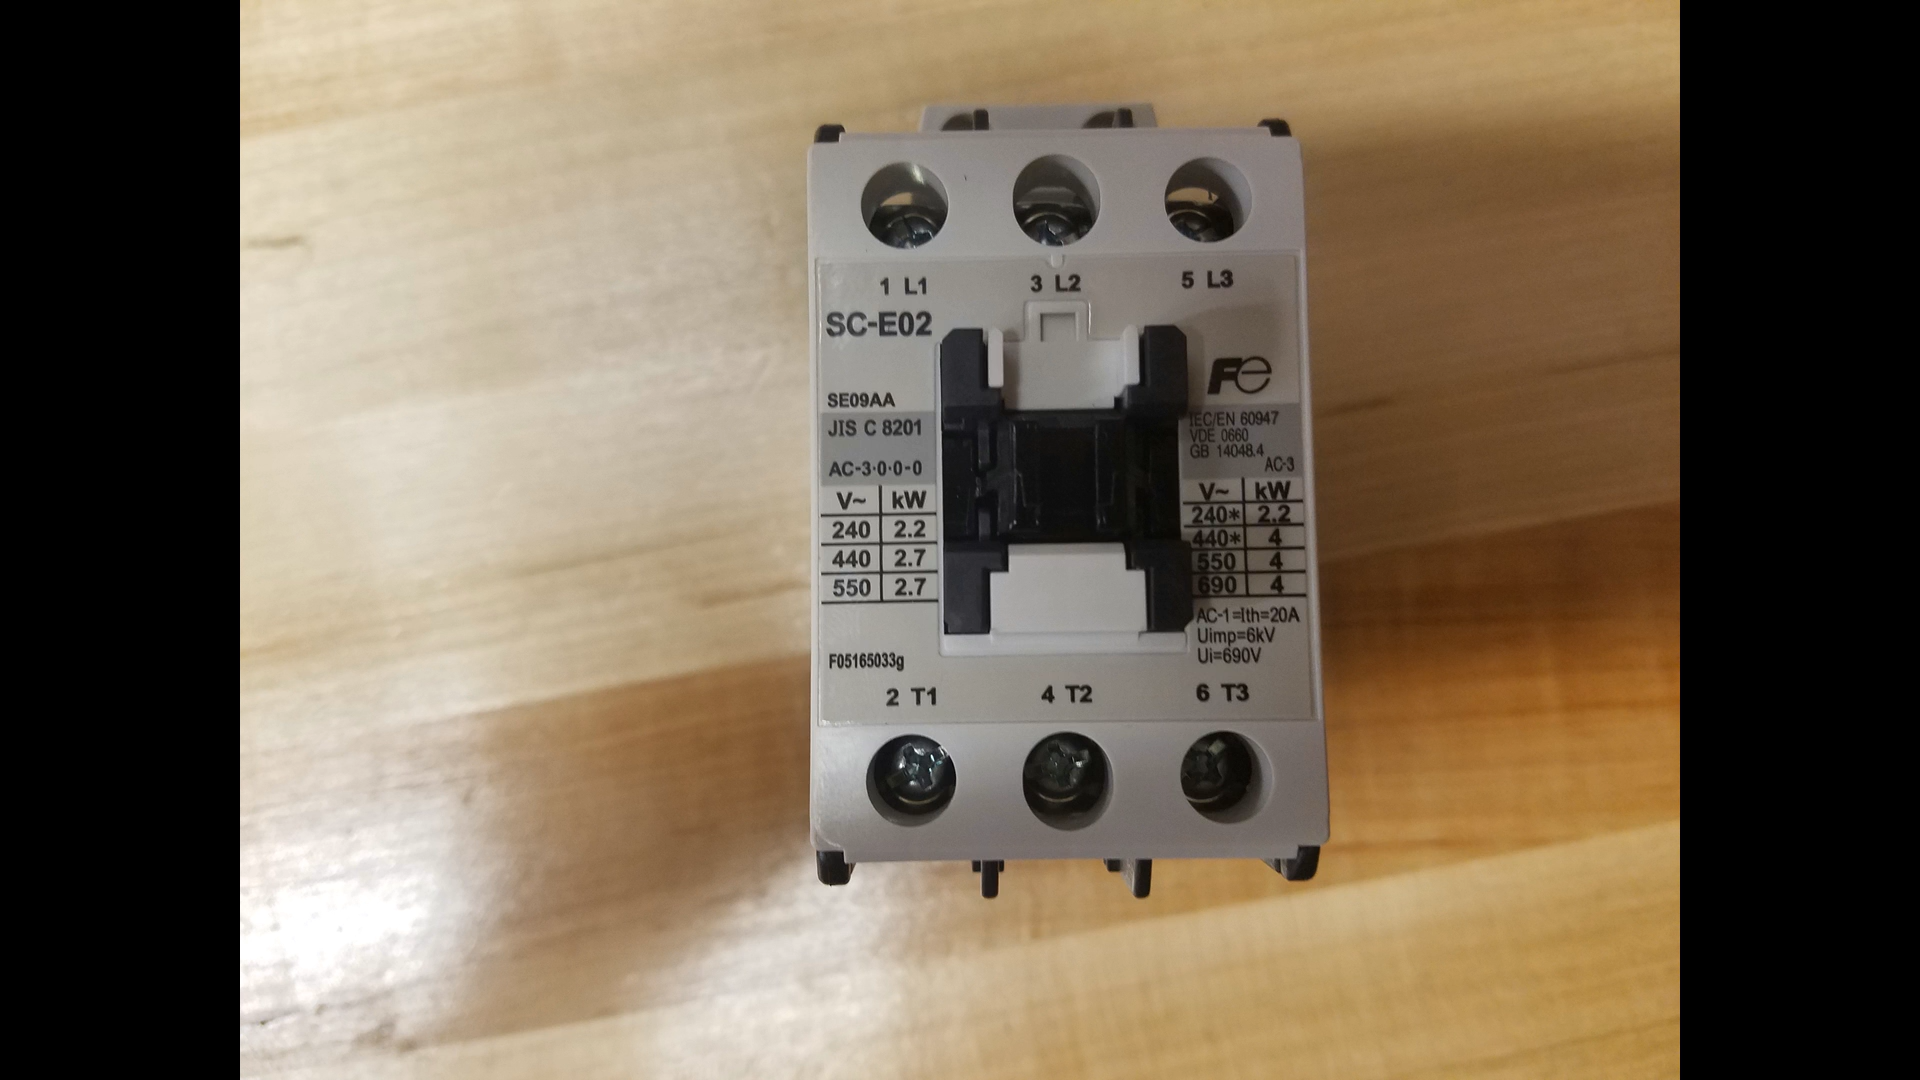 1 L1 3 L2 5 L3
SC-E02
Fe
SE09AA
JIS C 8201
AC-3·0·0-0
V~ kW
240 2.2
440 2.7
550 2.7
F05165033g
IEC/EN 60947
VDE 0660
GB 14048.4
AC-3
V~ kW
240* 2.2
440* 4
550 4
690 4
AC-1=Ith=20A
Uimp=6kV
Ui=690V
2 T1 4 T2 6 T3